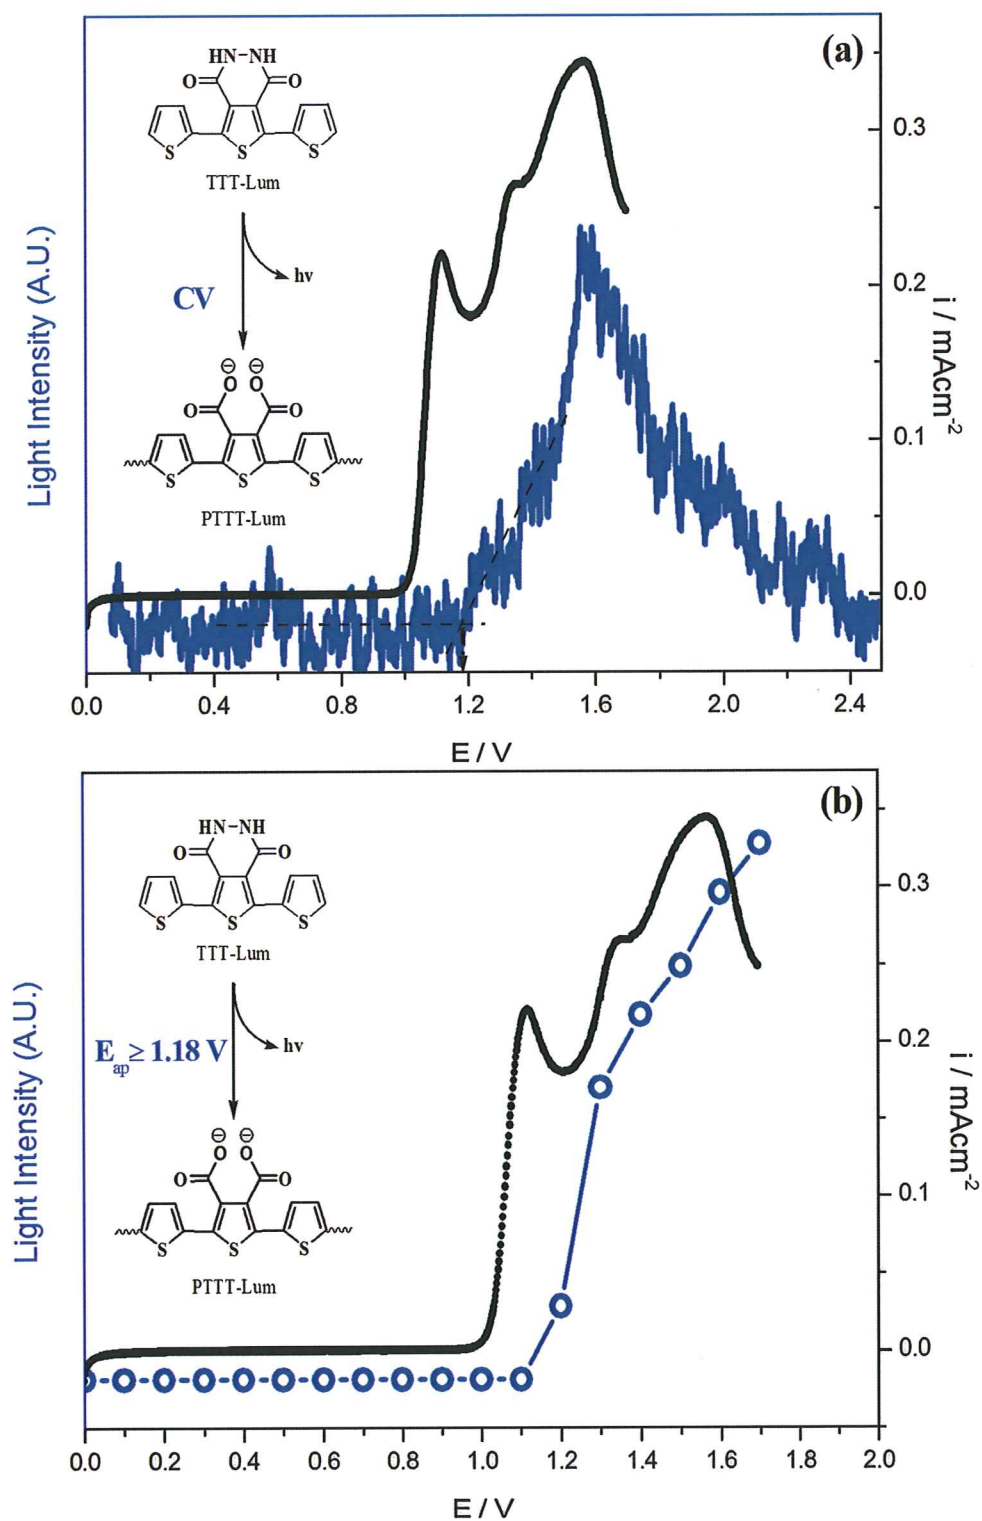 (a)
HN-NH
O O
S S S
TTT-Lum
hν
CV
⊖ ⊖
O O
O O
S S S
PTTT-Lum
Light Intensity (A.U.)
0.3
0.2
0.1
0.0
i / mAcm-2
0.0 0.4 0.8 1.2 1.6 2.0 2.4
E / V
(b)
HN-NH
O O
S S S
TTT-Lum
Eap≥ 1.18 V
hν
⊖ ⊖
O O
O O
S S S
PTTT-Lum
Light Intensity (A.U.)
0.3
0.2
0.1
0.0
i / mAcm-2
0.0 0.2 0.4 0.6 0.8 1.0 1.2 1.4 1.6 1.8 2.0
E / V